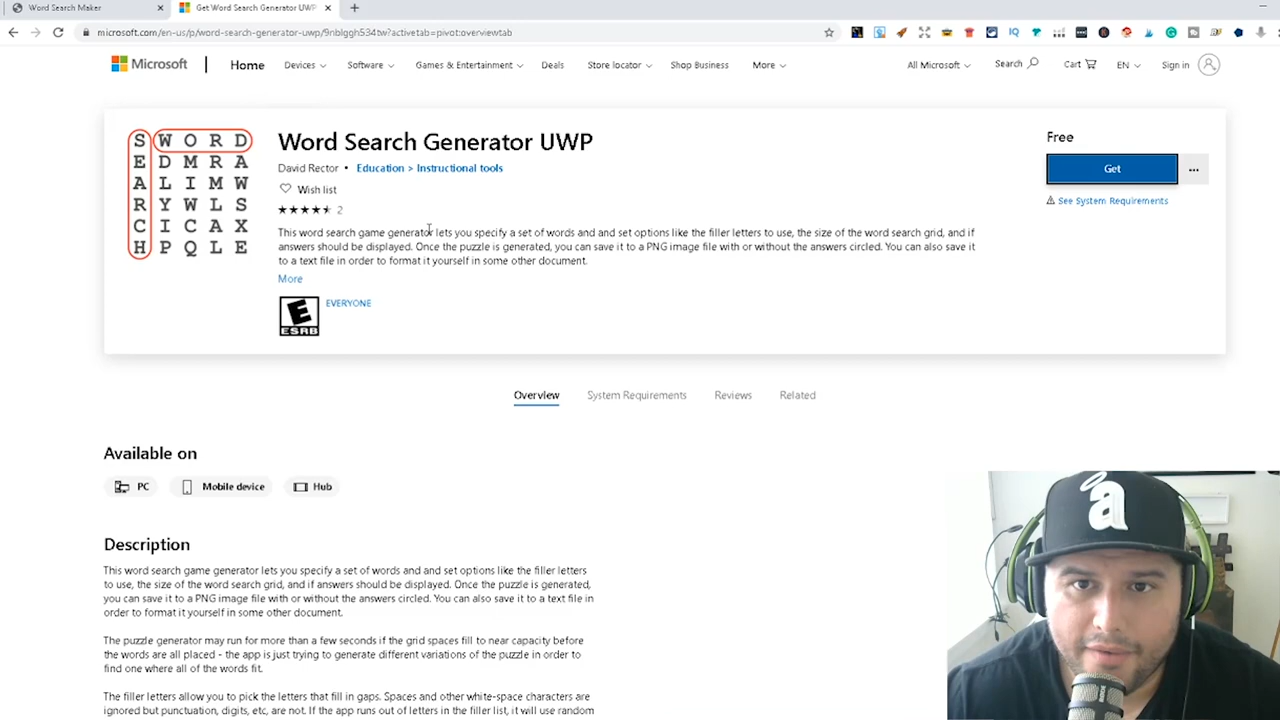 Word Search Maker
Get Word Search Generator UWP
microsoft.com/en-us/p/word-search-generator-uwp/9nblggh534tw?activetab=pivot:overviewtab
Microsoft
Home
Devices
Software
Games & Entertainment
Deals
Store locator
Shop Business
More
All Microsoft
Search
Cart
EN
Sign in
S W O R D
E D M R A
A L I M W
R Y W L S
C I C A X
H P Q L E
Word Search Generator UWP
David Rector • Education > Instructional tools
Wish list
2
This word search game generator lets you specify a set of words and and set options like the filler letters to use, the size of the word search grid, and if
answers should be displayed. Once the puzzle is generated, you can save it to a PNG image file with or without the answers circled. You can also save it
to a text file in order to format it yourself in some other document.
More
E
ESRB
EVERYONE
Free
Get
...
See System Requirements
Overview
System Requirements
Reviews
Related
Available on
PC
Mobile device
Hub
Description
This word search game generator lets you specify a set of words and and set options like the filler letters
to use, the size of the word search grid, and if answers should be displayed. Once the puzzle is generated,
you can save it to a PNG image file with or without the answers circled. You can also save it to a text file in
order to format it yourself in some other document.
The puzzle generator may run for more than a few seconds if the grid spaces fill to near capacity before
the words are all placed - the app is just trying to generate different variations of the puzzle in order to
find one where all of the words fit.
The filler letters allow you to pick the letters that fill in gaps. Spaces and other white-space characters are
ignored but punctuation, digits, etc, are not. If the app runs out of letters in the filler list, it will use random
a